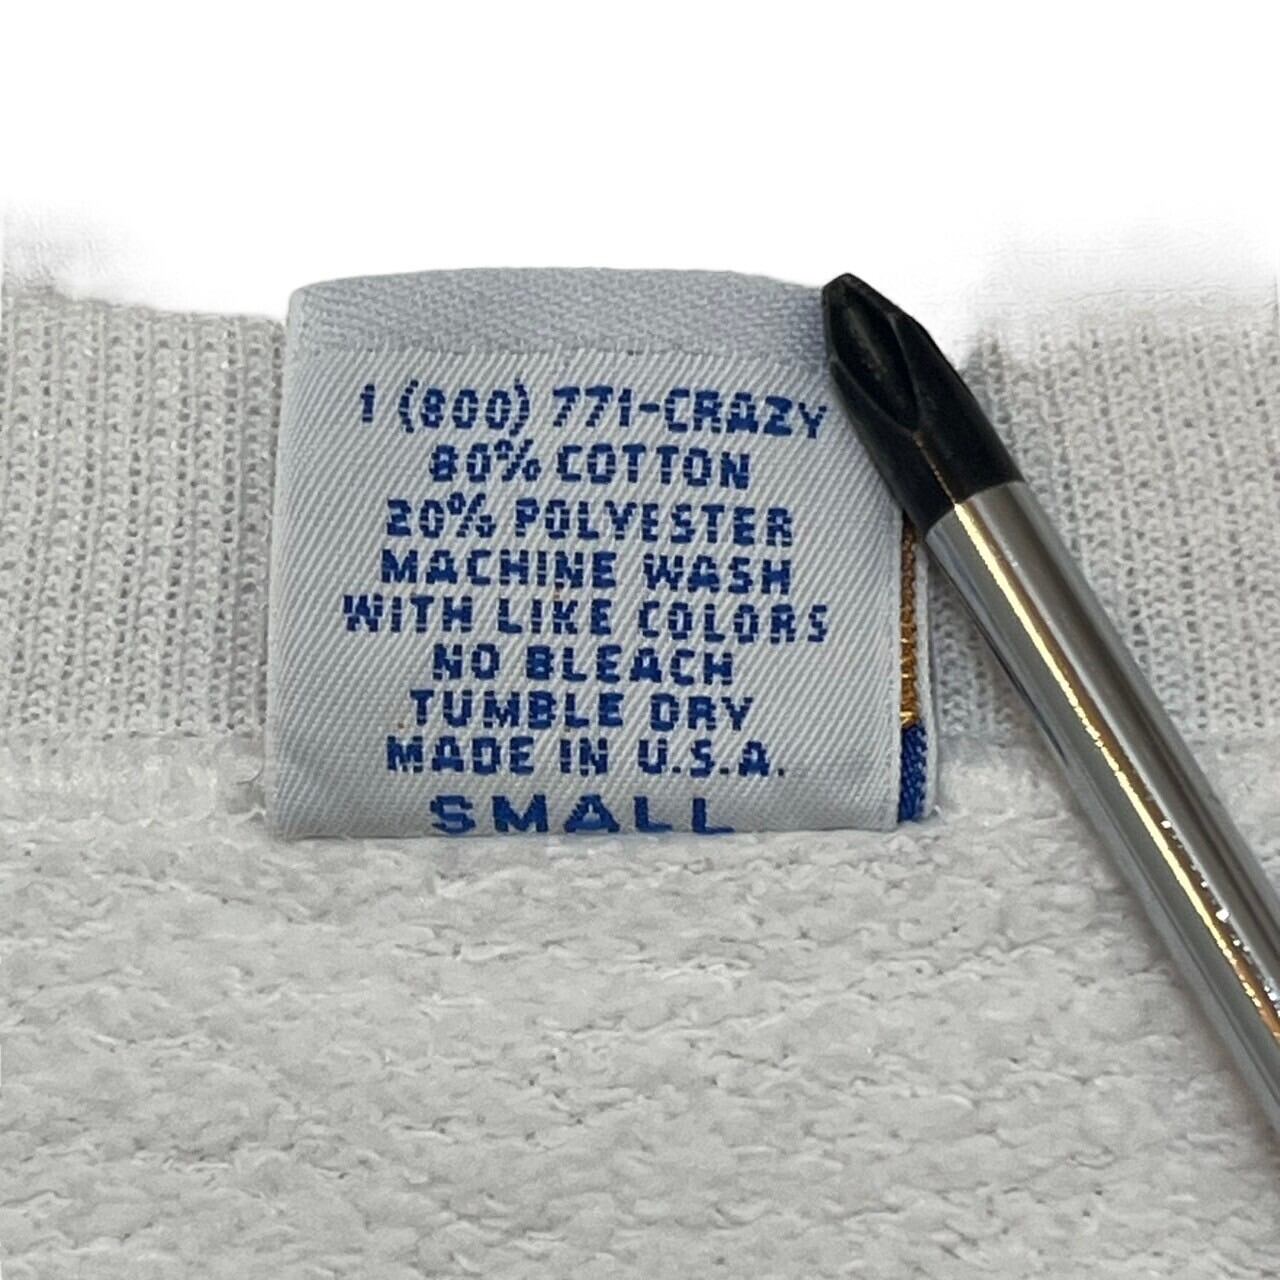 1 (800) 771-CRAZY
80% COTTON
20% POLYESTER
MACHINE WASH
WITH LIKE COLORS
NO BLEACH
TUMBLE DRY
MADE IN U.S.A.
SMALL